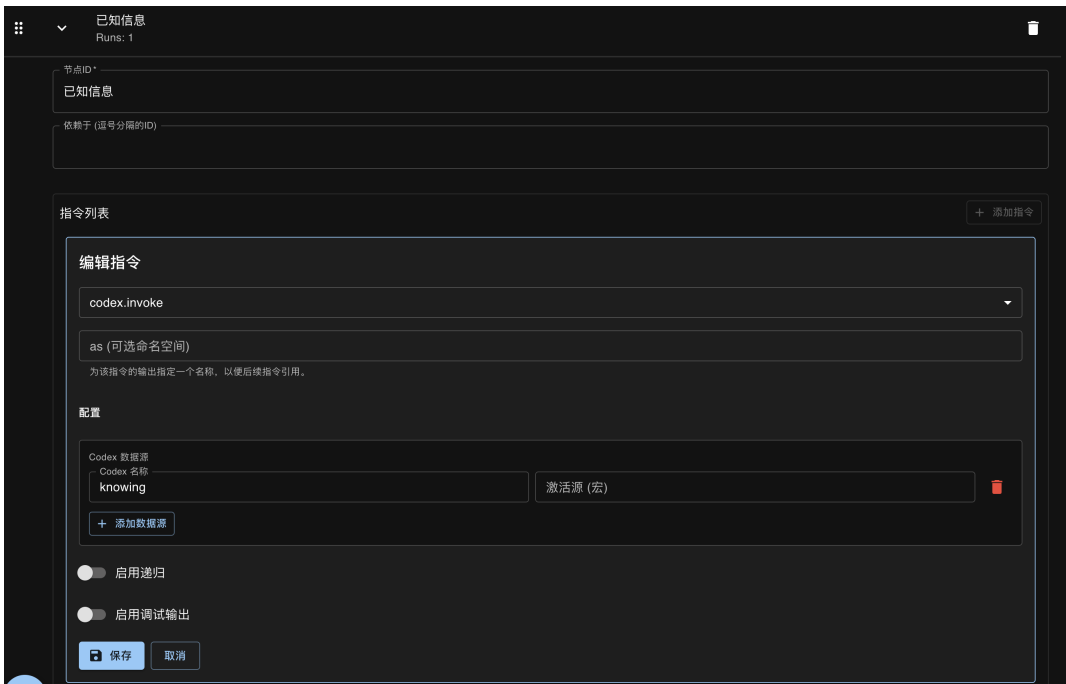 已知信息
Runs: 1
节点ID*
已知信息
依赖于 (逗号分隔的ID)
指令列表
+ 添加指令
编辑指令
codex.invoke
as (可选命名空间)
为该指令的输出指定一个名称，以便后续指令引用。
配置
Codex 数据源
Codex 名称
knowing
激活源 (宏)
+ 添加数据源
启用递归
启用调试输出
保存
取消